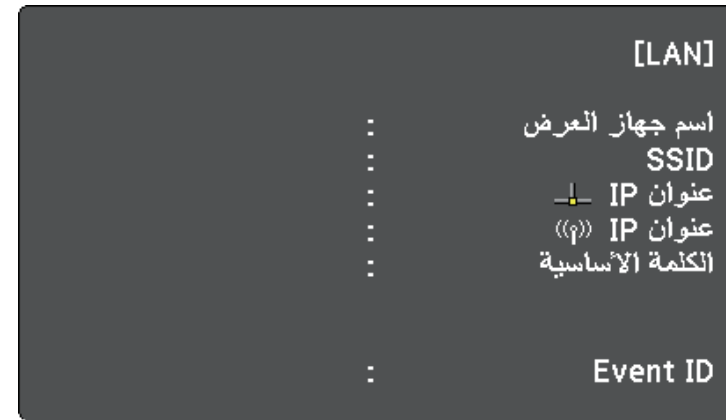 [LAN]
اسم جهاز العرض :
SSID :
عنوان IP :
عنوان IP :
الكلمة الأساسية :
Event ID :